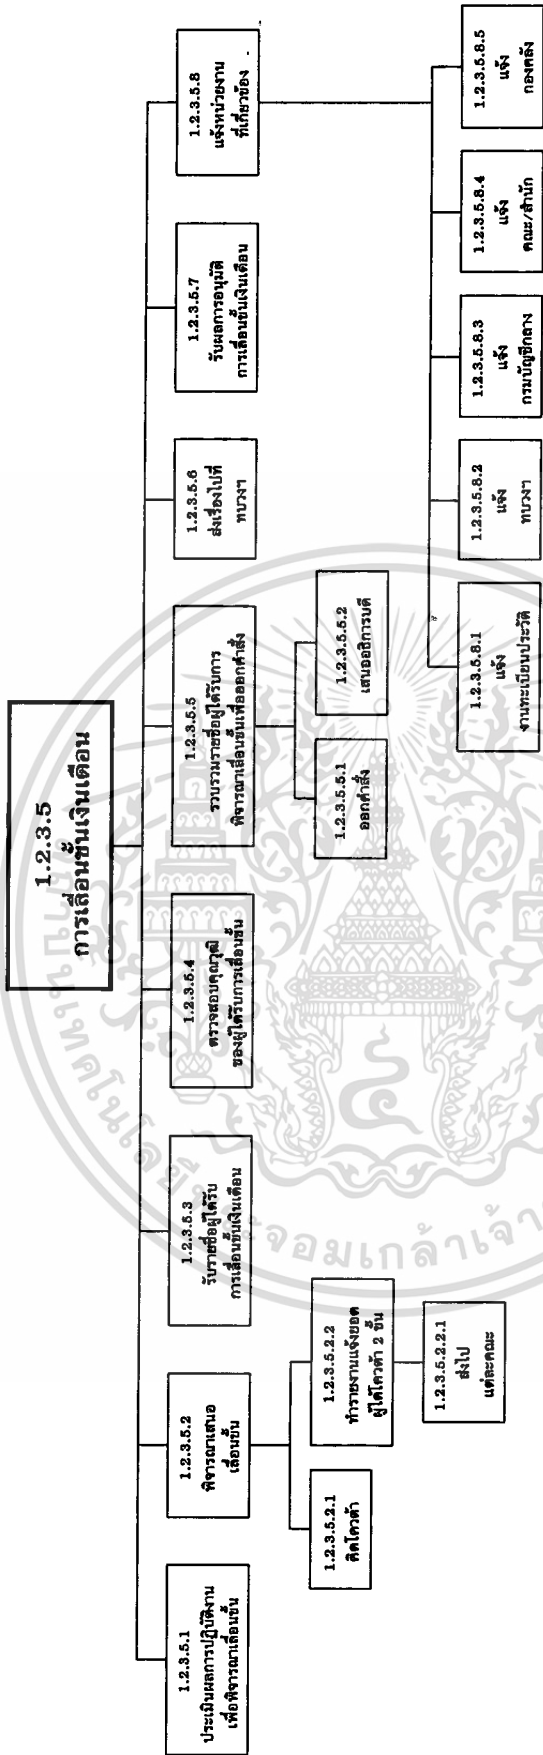 1.2.3.5
การเลื่อนขั้นเงินเดือน
1.2.3.5.1
ประเมินผลการปฏิบัติงาน
เพื่อพิจารณาเลื่อนขั้น
1.2.3.5.2
พิจารณาเสนอ
เลื่อนขั้น
1.2.3.5.2.1
คิดโควต้า
1.2.3.5.2.2
ทำรายงานแจ้งยอด
ผู้ได้โควต้า 2 ขั้น
1.2.3.5.2.2.1
ส่งไป
แต่ละคณะ
1.2.3.5.3
รับรายชื่อผู้ได้รับ
การเลื่อนขั้นเงินเดือน
1.2.3.5.4
ตรวจสอบคุณวุฒิ
ของผู้ได้รับการเลื่อนขั้น
1.2.3.5.5
รวบรวมรายชื่อผู้ได้รับการ
พิจารณาเลื่อนขั้นเพื่อออกคำสั่ง
1.2.3.5.5.1
ออกคำสั่ง
1.2.3.5.5.2
เสนออธิการบดี
1.2.3.5.6
ส่งเรื่องไปที่
ทบวงฯ
1.2.3.5.7
รับผลการอนุมัติ
การเลื่อนขั้นเงินเดือน
1.2.3.5.8
แจ้งหน่วยงาน
ที่เกี่ยวข้อง
1.2.3.5.8.1
แจ้ง
งานทะเบียนประวัติ
1.2.3.5.8.2
แจ้ง
ทบวงฯ
1.2.3.5.8.3
แจ้ง
กรมบัญชีกลาง
1.2.3.5.8.4
แจ้ง
คณะ/สำนัก
1.2.3.5.8.5
แจ้ง
กองคลัง